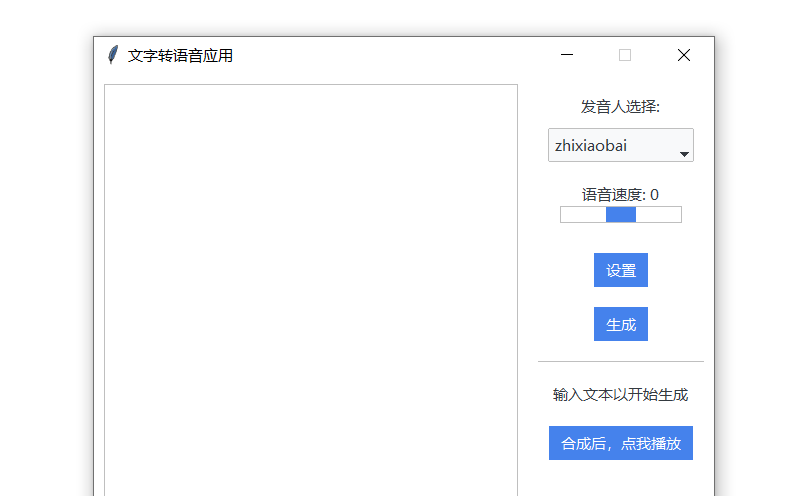 文字转语音应用
发音人选择:
zhixiaobai
语音速度: 0
设置
生成
输入文本以开始生成
合成后，点我播放